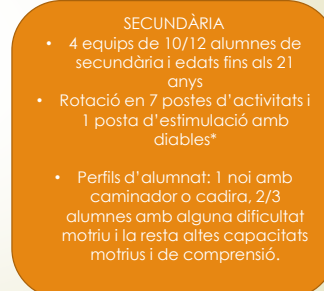 SECUNDÀRIA
• 4 equips de 10/12 alumnes de
secundària i edats fins als 21
anys
• Rotació en 7 postes d'activitats i
1 posta d'estimulació amb
diables*
• Perfils d'alumnat: 1 noi amb
caminador o cadira, 2/3
alumnes amb alguna dificultat
motriu i la resta altes capacitats
motrius i de comprensió.